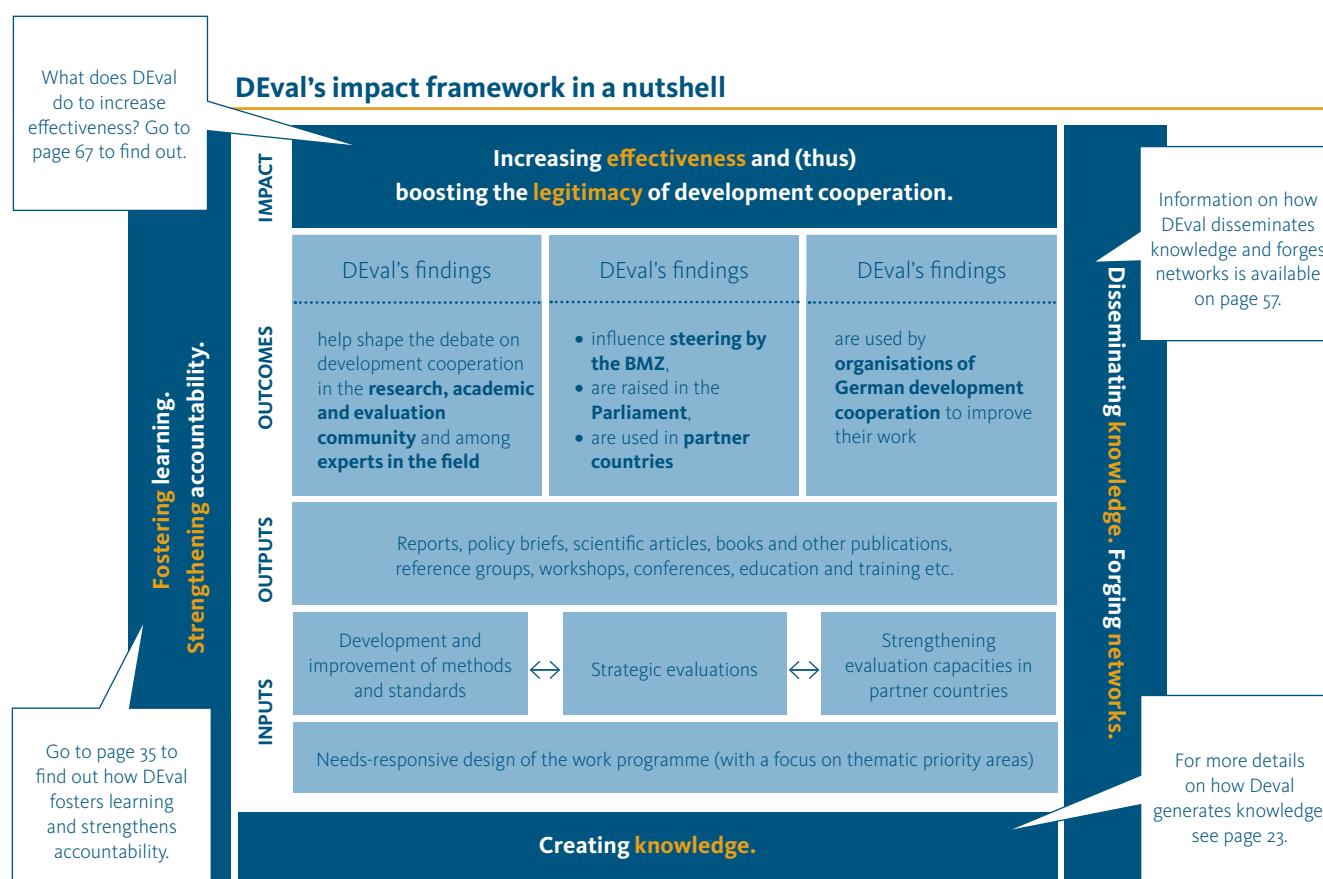 What does DEval
do to increase
effectiveness? Go to
page 67 to find out.
DEval's impact framework in a nutshell
IMPACT
Increasing effectiveness and (thus)
boosting the legitimacy of development cooperation.
Information on how
DEval disseminates
knowledge and forges
networks is available
on page 57.
OUTCOMES
DEval's findings
help shape the debate on
development cooperation
in the research, academic
and evaluation
community and among
experts in the field
DEval's findings
• influence steering by
the BMZ,
• are raised in the
Parliament,
• are used in partner
countries
DEval's findings
are used by
organisations of
German development
cooperation to improve
their work
Fostering learning.
Strengthening accountability.
Disseminating knowledge. Forging networks.
OUTPUTS
Reports, policy briefs, scientific articles, books and other publications,
reference groups, workshops, conferences, education and training etc.
INPUTS
Development and
improvement of methods
and standards
Strategic evaluations
Strengthening
evaluation capacities in
partner countries
Needs-responsive design of the work programme (with a focus on thematic priority areas)
Go to page 35 to
find out how DEval
fosters learning
and strengthens
accountability.
For more details
on how Deval
generates knowledge
see page 23.
Creating knowledge.